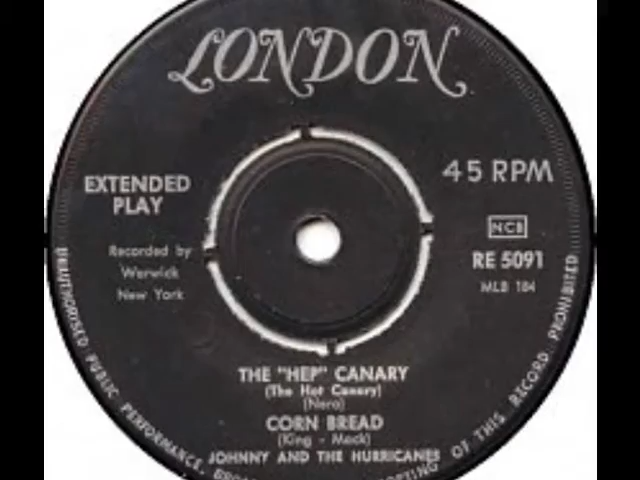 LONDON
EXTENDED
PLAY
45 RPM
Recorded by
Warwick
New York
NCB
RE 5091
MLB 184
THE "HEP" CANARY
(The Hot Canary)
(Nero)
CORN BREAD
(King - Mack)
JOHNNY AND THE HURRICANES
UNAUTHORISED PUBLIC PERFORMANCE, OF THIS RECORD PROHIBITED